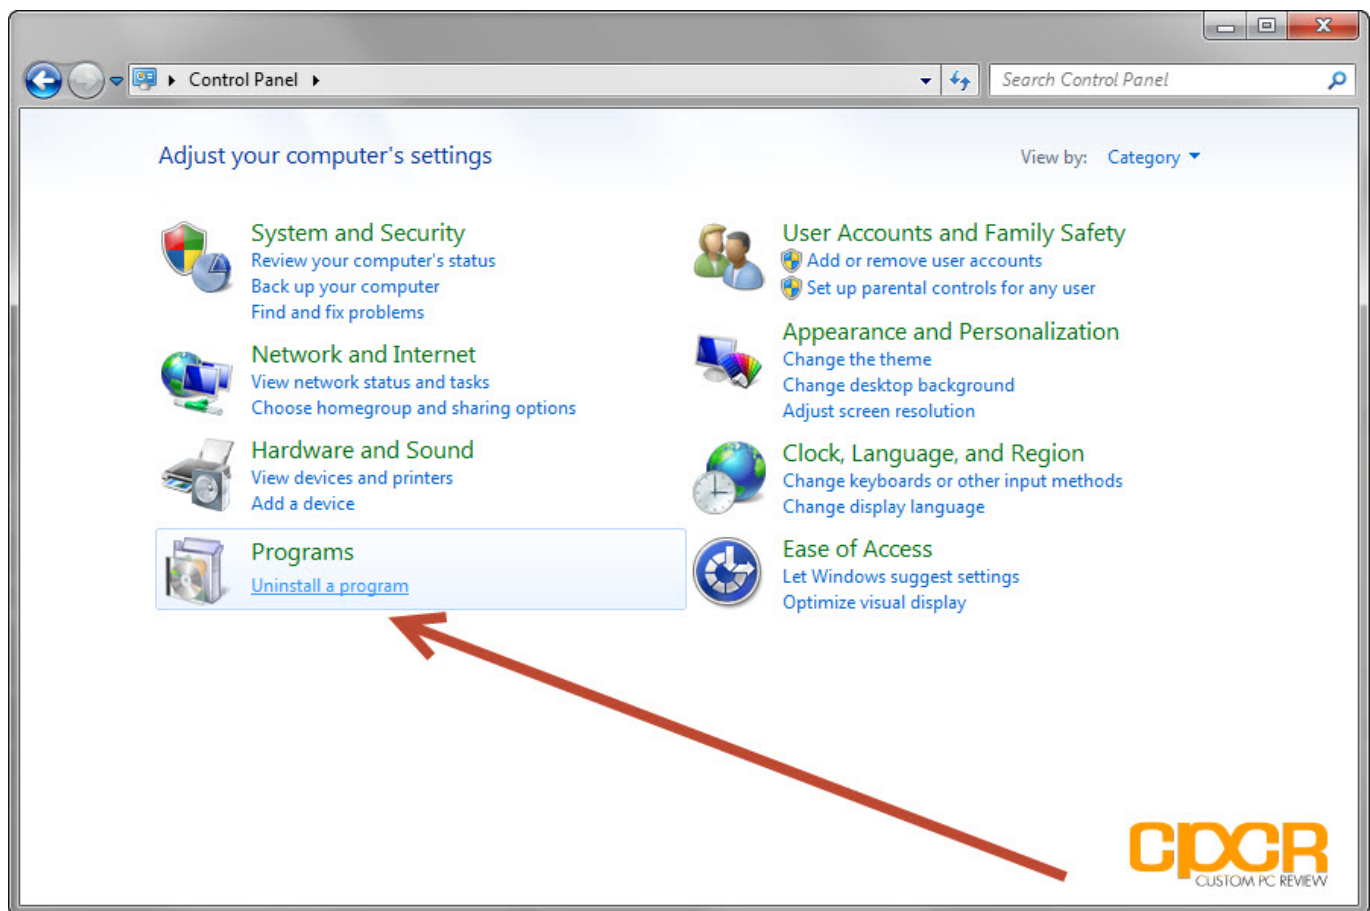 Control Panel
Search Control Panel
Adjust your computer's settings
View by: Category
System and Security
Review your computer's status
Back up your computer
Find and fix problems
Network and Internet
View network status and tasks
Choose homegroup and sharing options
Hardware and Sound
View devices and printers
Add a device
Programs
Uninstall a program
User Accounts and Family Safety
Add or remove user accounts
Set up parental controls for any user
Appearance and Personalization
Change the theme
Change desktop background
Adjust screen resolution
Clock, Language, and Region
Change keyboards or other input methods
Change display language
Ease of Access
Let Windows suggest settings
Optimize visual display
CPCR
CUSTOM PC REVIEW